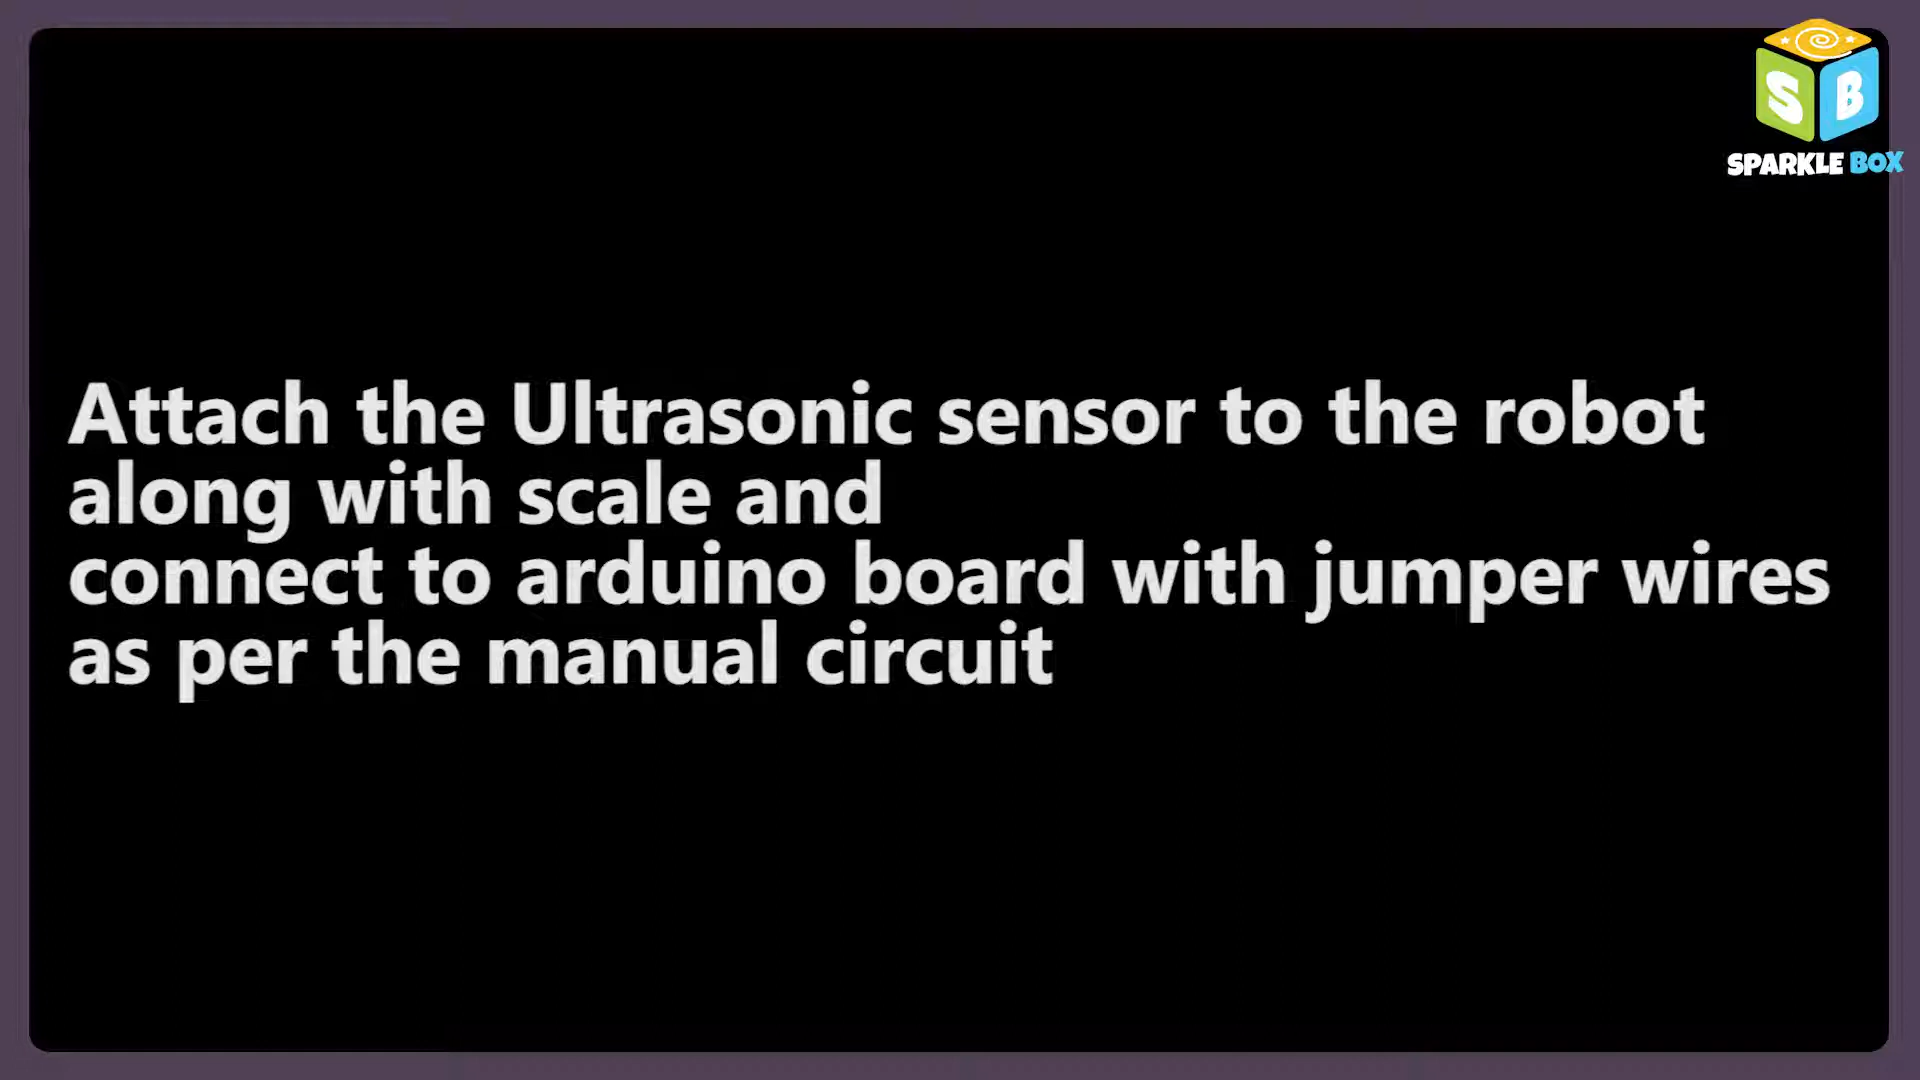 S B
SPARKLE BOX
Attach the Ultrasonic sensor to the robot
along with scale and
connect to arduino board with jumper wires
as per the manual circuit